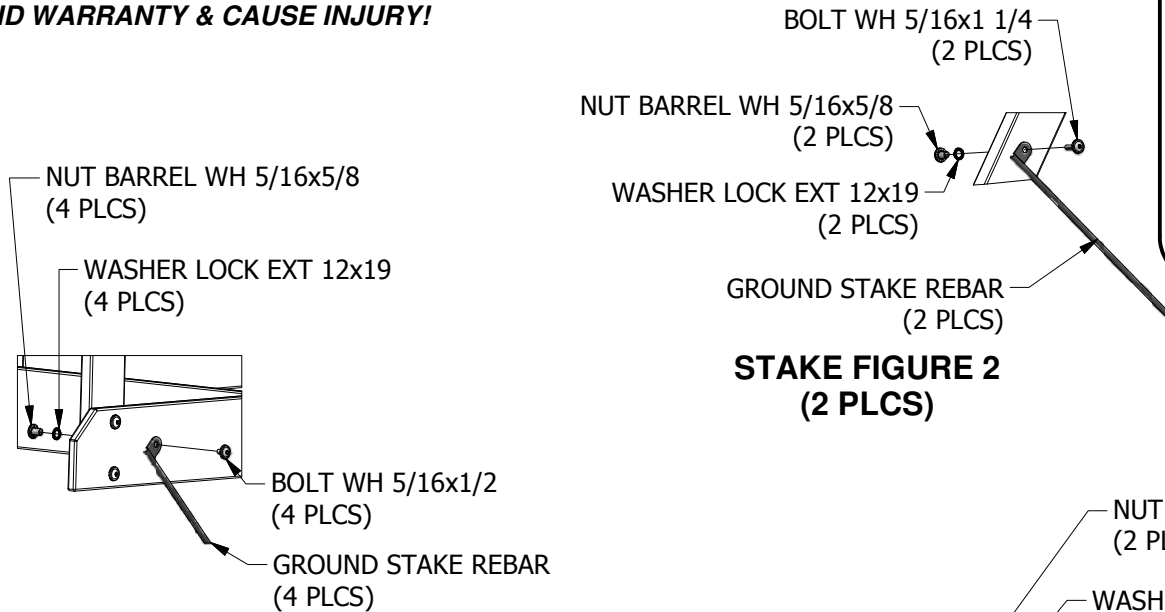 WARRANTY & CAUSE INJURY!
BOLT WH 5/16x1 1/4
(2 PLCS)
NUT BARREL WH 5/16x5/8
(2 PLCS)
WASHER LOCK EXT 12x19
(2 PLCS)
GROUND STAKE REBAR
(2 PLCS)
STAKE FIGURE 2
(2 PLCS)
NUT BARREL WH 5/16x5/8
(4 PLCS)
WASHER LOCK EXT 12x19
(4 PLCS)
BOLT WH 5/16x1/2
(4 PLCS)
GROUND STAKE REBAR
(4 PLCS)
NUT
(2